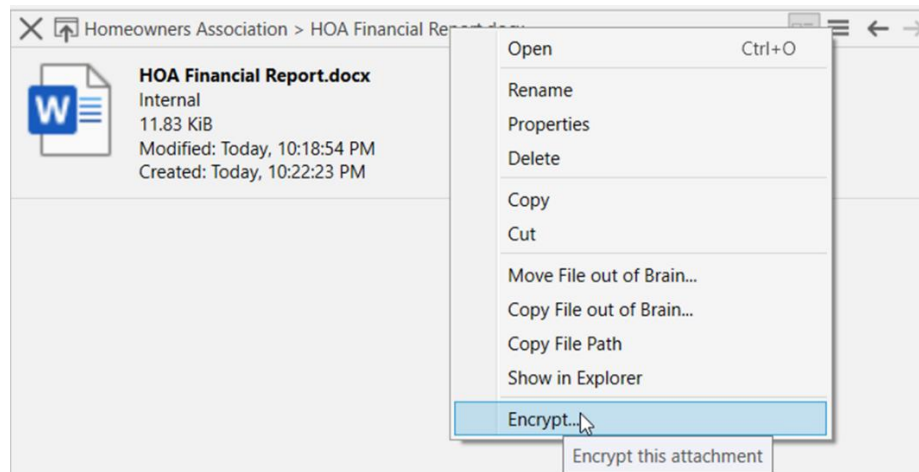 Homeowners Association > HOA Financial Report.docx
HOA Financial Report.docx
Internal
11.83 KiB
Modified: Today, 10:18:54 PM
Created: Today, 10:22:23 PM
W
Open Ctrl+O
Rename
Properties
Delete
Copy
Cut
Move File out of Brain...
Copy File out of Brain...
Copy File Path
Show in Explorer
Encrypt...
Encrypt this attachment